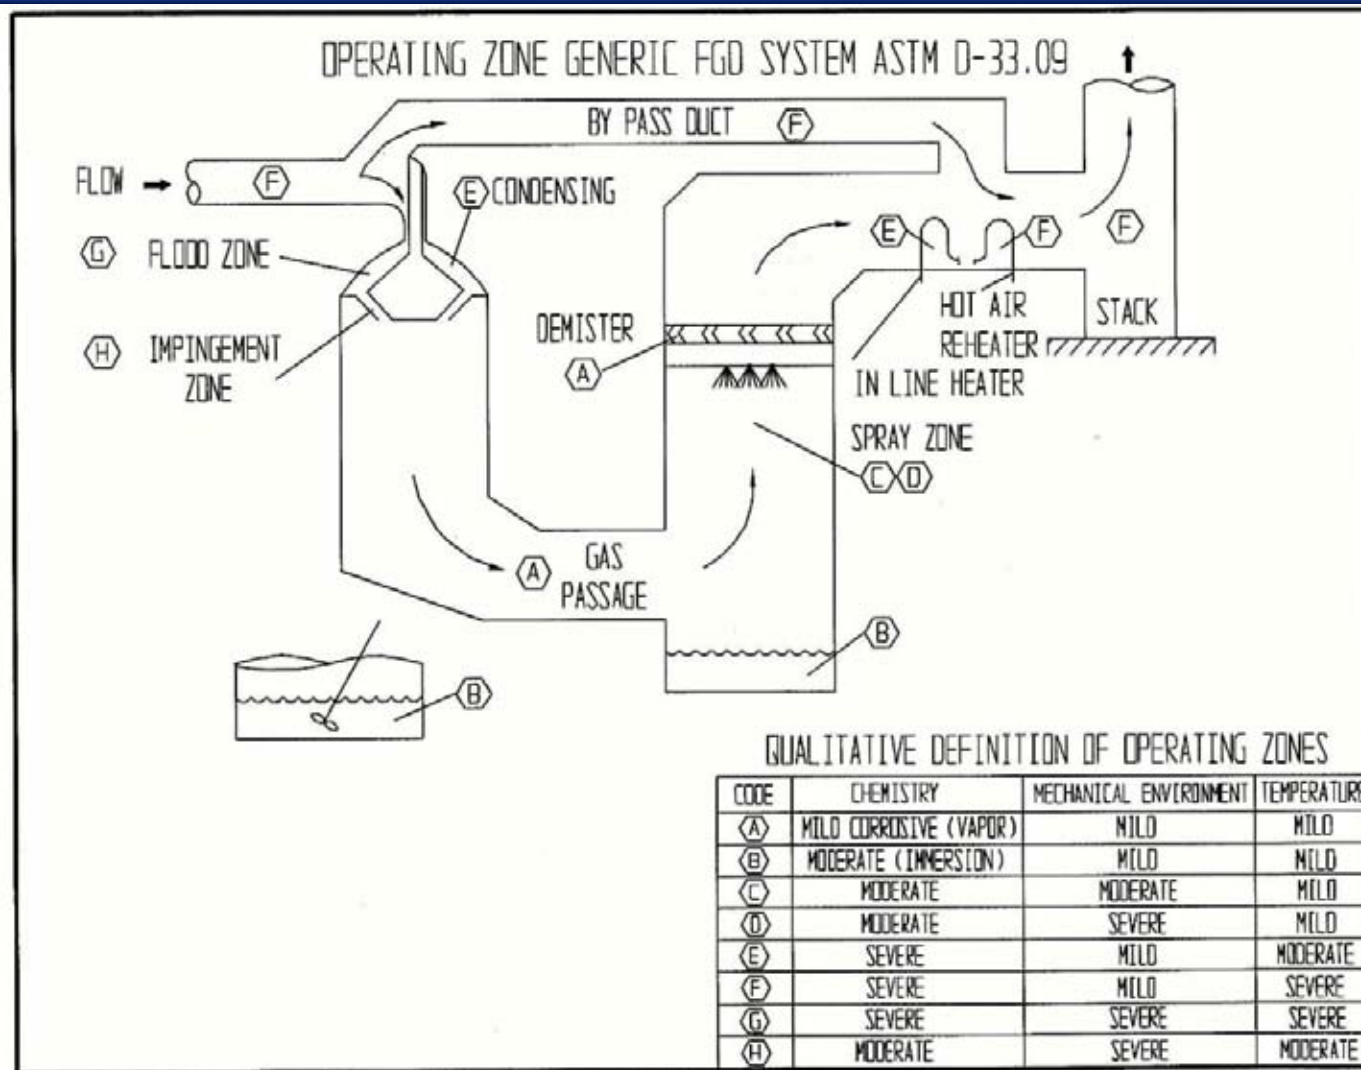 OPERATING ZONE GENERIC FGD SYSTEM ASTM D-33.09
BY PASS DUCT F
FLOW F
E CONDENSING
G FLOOD ZONE
E F F
HOT AIR
REHEATER
STACK
DEMISTER
A
H IMPINGEMENT
ZONE
IN LINE HEATER
SPRAY ZONE
C D
A GAS
PASSAGE
B
B
QUALITATIVE DEFINITION OF OPERATING ZONES
CODE CHEMISTRY MECHANICAL ENVIRONMENT TEMPERATURE
A MILD CORROSIVE (VAPOR) MILD MILD
B MODERATE (IMMERSION) MILD MILD
C MODERATE MODERATE MILD
D MODERATE SEVERE MILD
E SEVERE MILD MODERATE
F SEVERE MILD SEVERE
G SEVERE SEVERE SEVERE
H MODERATE SEVERE MODERATE